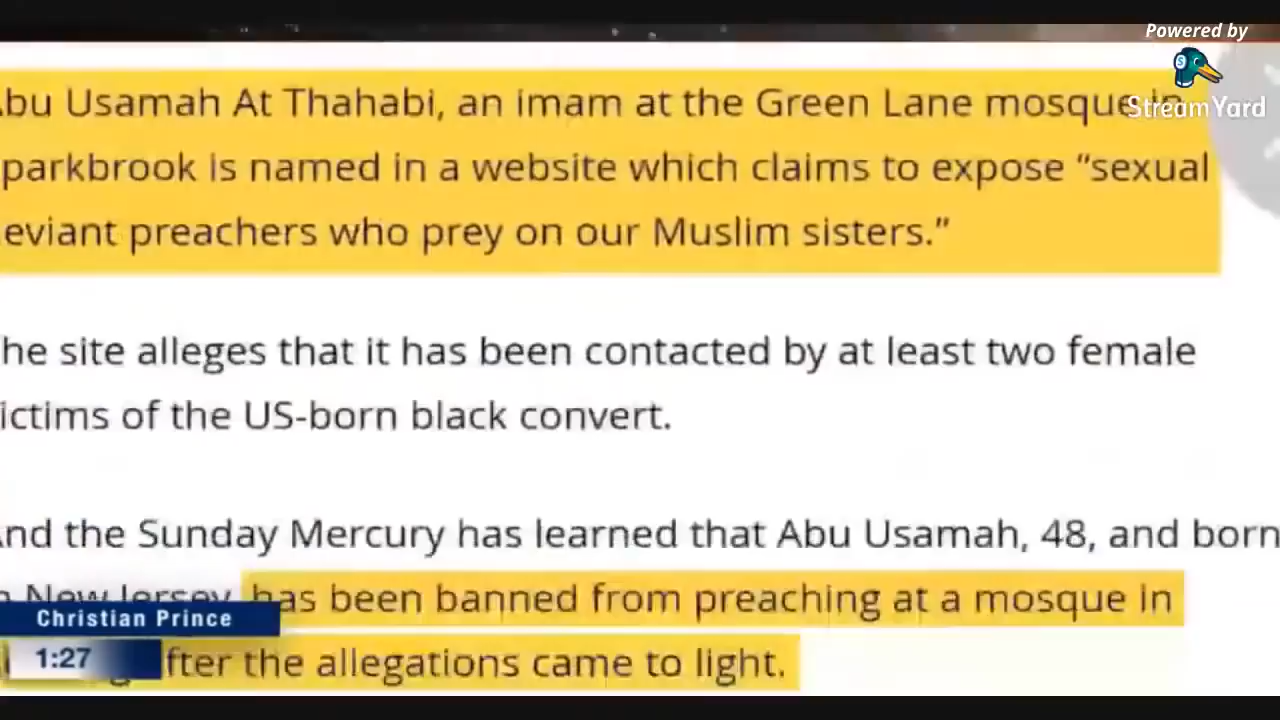 Powered by
StreamYard
bu Usamah At Thahabi, an imam at the Green Lane mosque in
parkbrook is named in a website which claims to expose “sexual
eviant preachers who prey on our Muslim sisters.”
he site alleges that it has been contacted by at least two female
ictims of the US-born black convert.
nd the Sunday Mercury has learned that Abu Usamah, 48, and born
New Jersey, has been banned from preaching at a mosque in
fter the allegations came to light.
Christian Prince
1:27